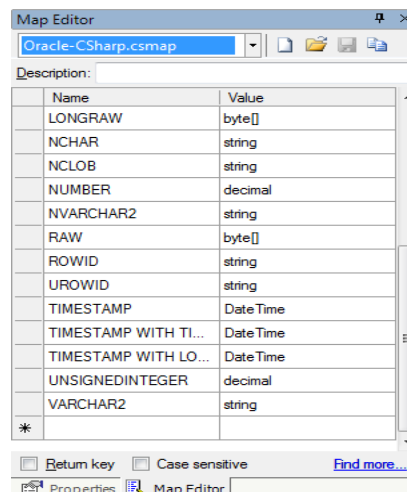 Map Editor
Oracle-CSharp.csmap
Description:
Name Value
LONGRAW byte[]
NCHAR string
NCLOB string
NUMBER decimal
NVARCHAR2 string
RAW byte[]
ROWID string
UROWID string
TIMESTAMP DateTime
TIMESTAMP WITH TI... DateTime
TIMESTAMP WITH LO... DateTime
UNSIGNEDINTEGER decimal
VARCHAR2 string
Return key Case sensitive Find more...
Properties Map Editor